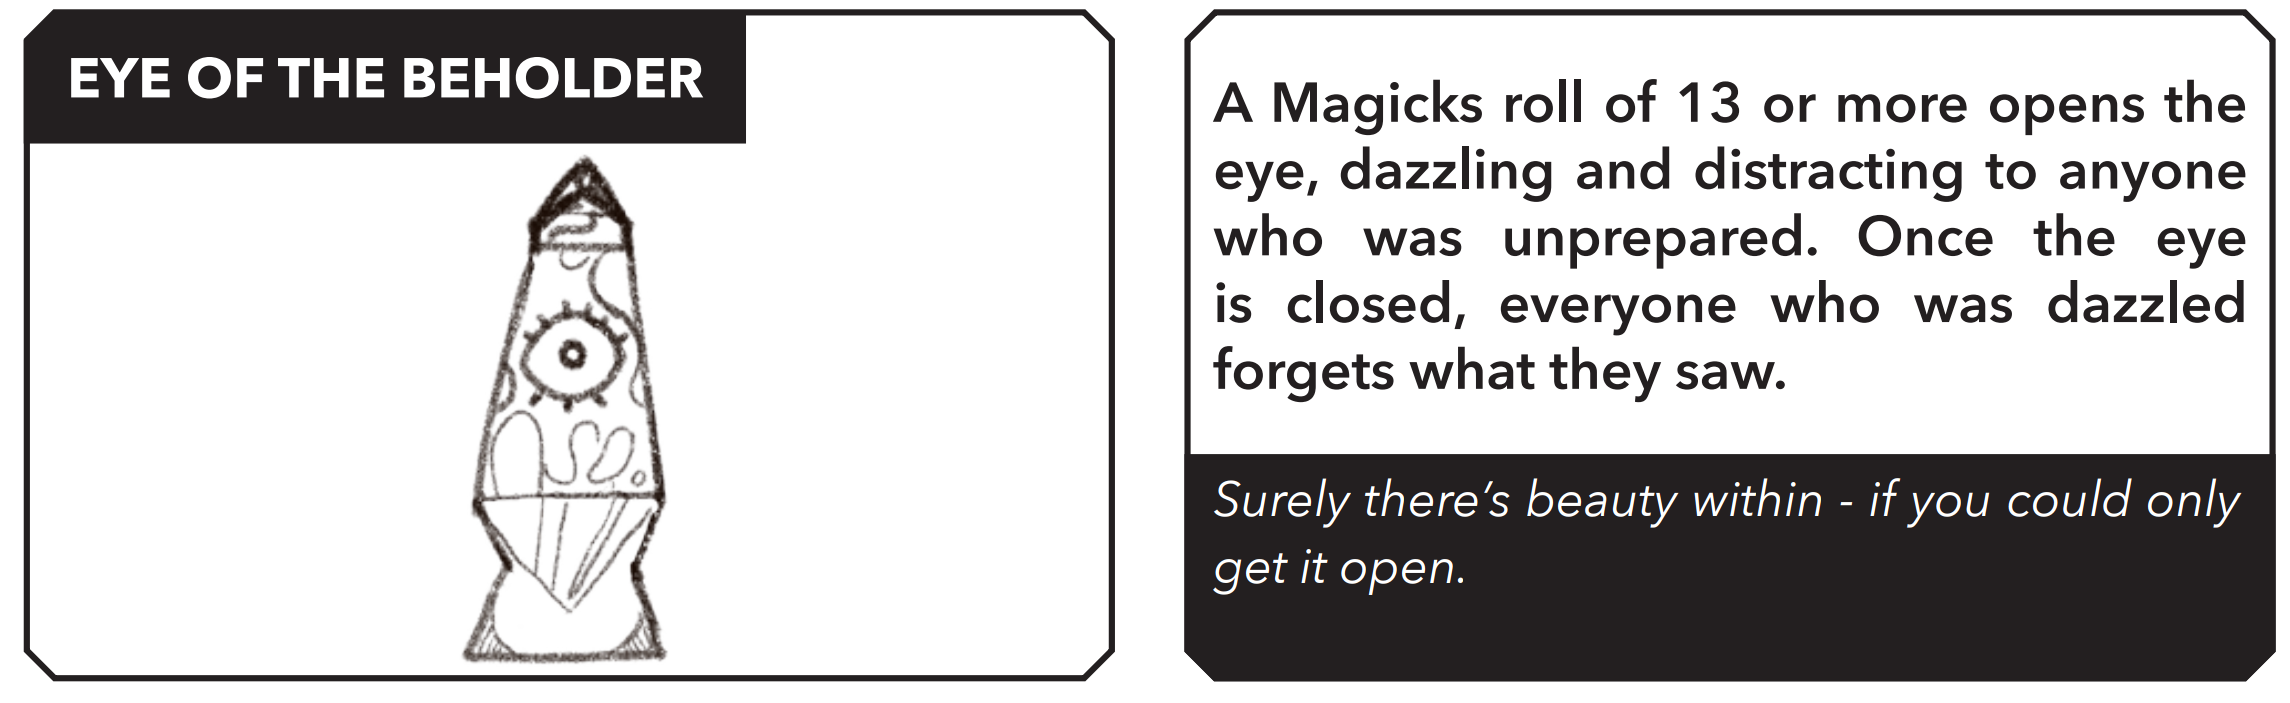 EYE OF THE BEHOLDER
A Magicks roll of 13 or more opens the
eye, dazzling and distracting to anyone
who was unprepared. Once the eye
is closed, everyone who was dazzled
forgets what they saw.
Surely there’s beauty within - if you could only
get it open.